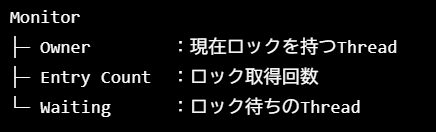 Monitor
├─ Owner　　　　：現在ロックを持つThread
├─ Entry Count　：ロック取得回数
└─ Waiting　　　：ロック待ちのThread